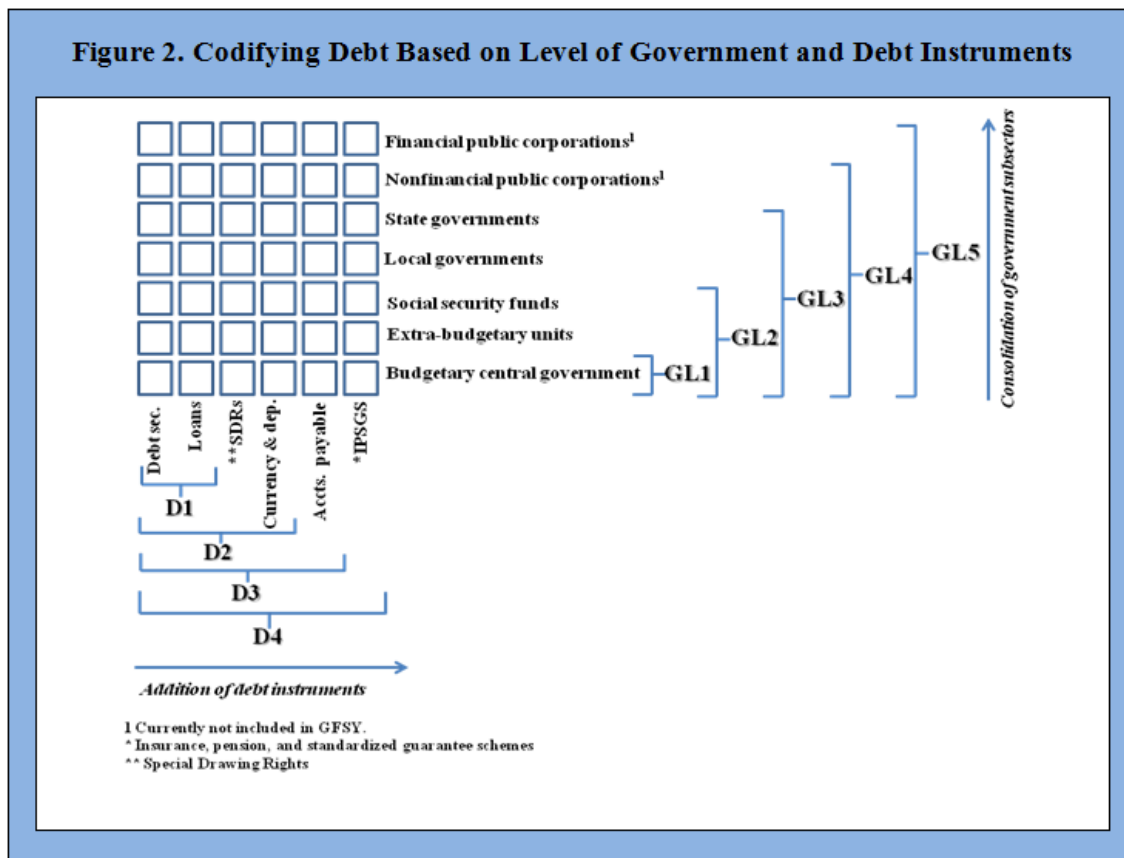 Figure 2. Codifying Debt Based on Level of Government and Debt Instruments
Financial public corporations¹
Nonfinancial public corporations¹
State governments
Local governments
Social security funds
Extra-budgetary units
Budgetary central government
GL1
GL2
GL3
GL4
GL5
Consolidation of government subsectors
Debt sec.
Loans
**SDRs
Currency & dep.
Accts. payable
*IPSGS
D1
D2
D3
D4
Addition of debt instruments
1 Currently not included in GFSY.
* Insurance, pension, and standardized guarantee schemes
** Special Drawing Rights